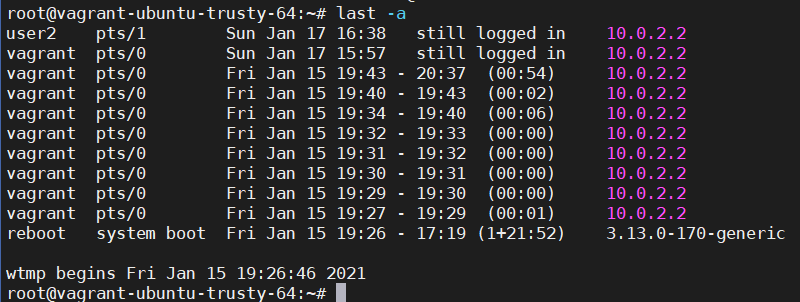 root@vagrant-ubuntu-trusty-64:~# last -a
user2    pts/1        Sun Jan 17 16:38   still logged in    10.0.2.2
vagrant  pts/0        Sun Jan 17 15:57   still logged in    10.0.2.2
vagrant  pts/0        Fri Jan 15 19:43 - 20:37  (00:54)     10.0.2.2
vagrant  pts/0        Fri Jan 15 19:40 - 19:43  (00:02)     10.0.2.2
vagrant  pts/0        Fri Jan 15 19:34 - 19:40  (00:06)     10.0.2.2
vagrant  pts/0        Fri Jan 15 19:32 - 19:33  (00:00)     10.0.2.2
vagrant  pts/0        Fri Jan 15 19:31 - 19:32  (00:00)     10.0.2.2
vagrant  pts/0        Fri Jan 15 19:30 - 19:31  (00:00)     10.0.2.2
vagrant  pts/0        Fri Jan 15 19:29 - 19:30  (00:00)     10.0.2.2
vagrant  pts/0        Fri Jan 15 19:27 - 19:29  (00:01)     10.0.2.2
reboot   system boot  Fri Jan 15 19:26 - 17:19 (1+21:52)    3.13.0-170-generic
wtmp begins Fri Jan 15 19:26:46 2021
root@vagrant-ubuntu-trusty-64:~#